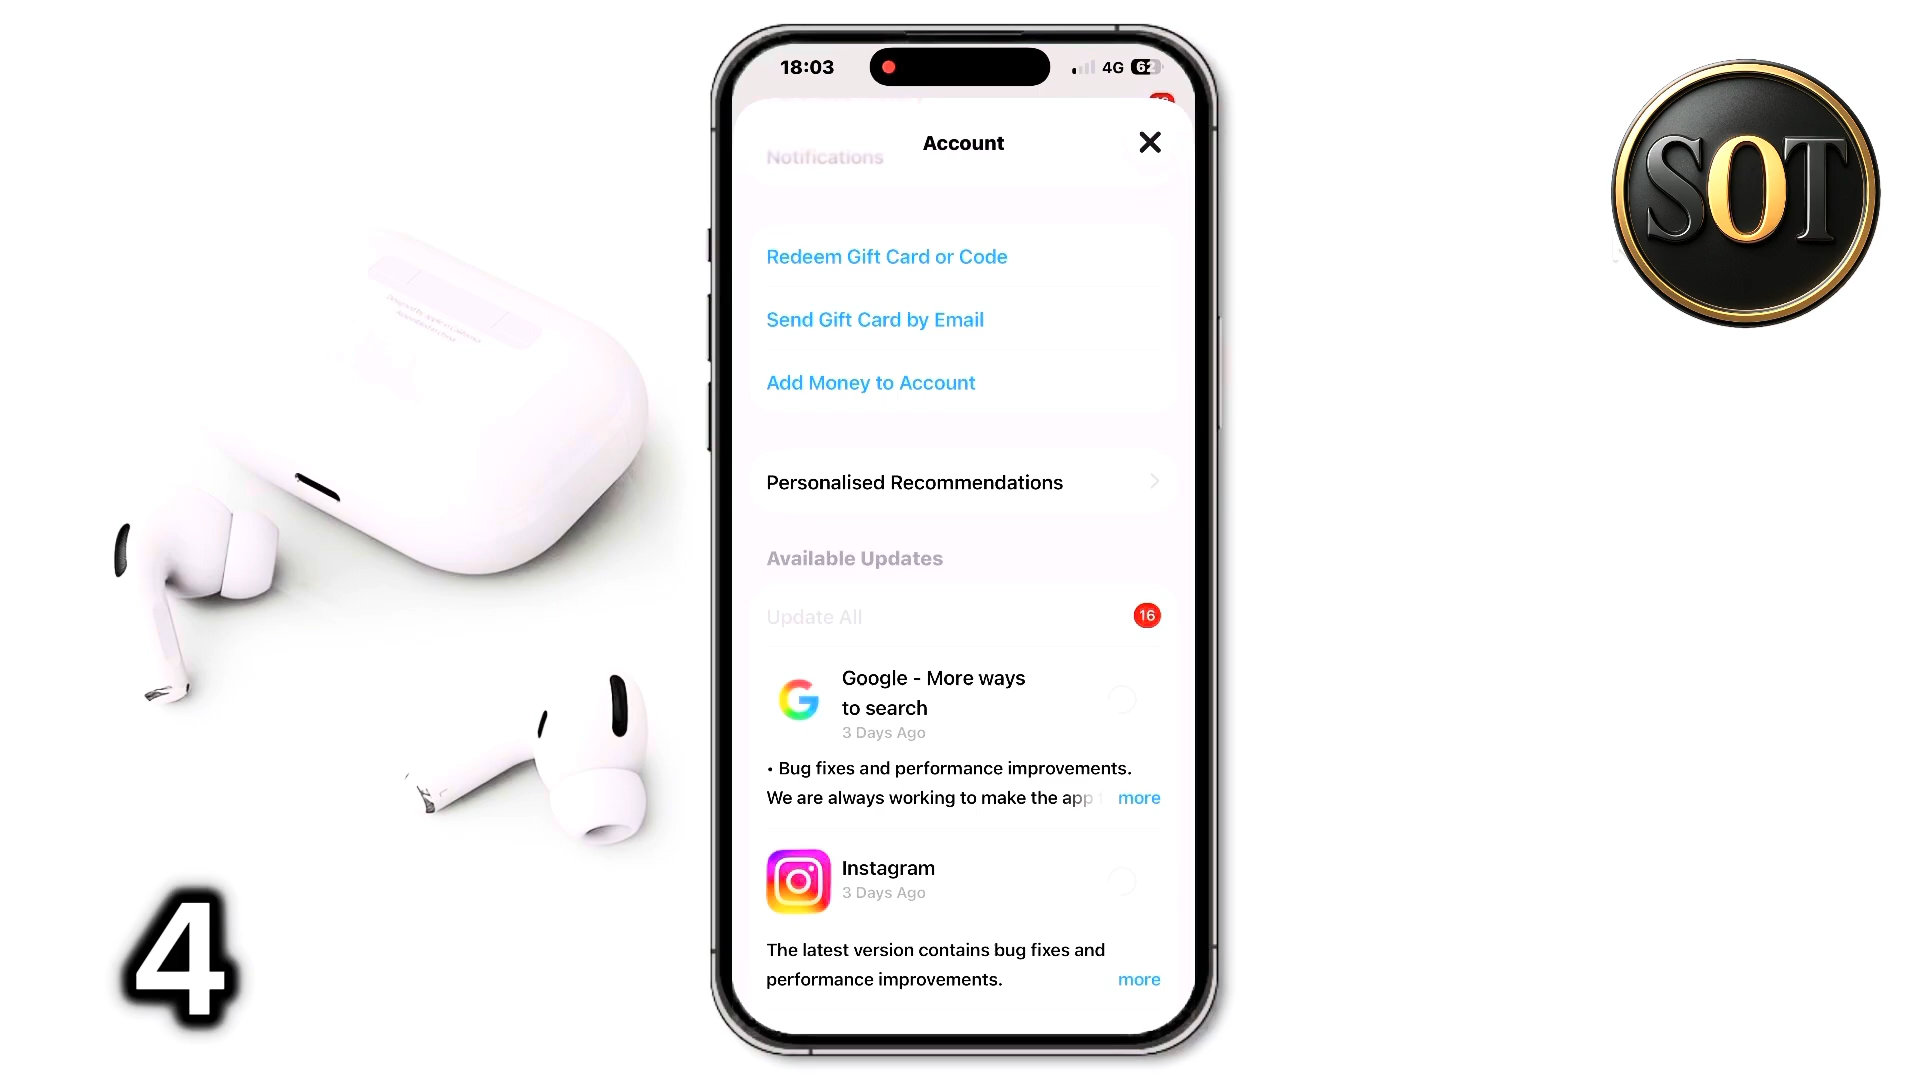 18:03
4G
62
Account
Notifications
Redeem Gift Card or Code
Send Gift Card by Email
Add Money to Account
Personalised Recommendations
Available Updates
Update All
16
Google - More ways
to search
3 Days Ago
• Bug fixes and performance improvements.
We are always working to make the app
more
Instagram
3 Days Ago
The latest version contains bug fixes and
performance improvements.
more
SOT
4